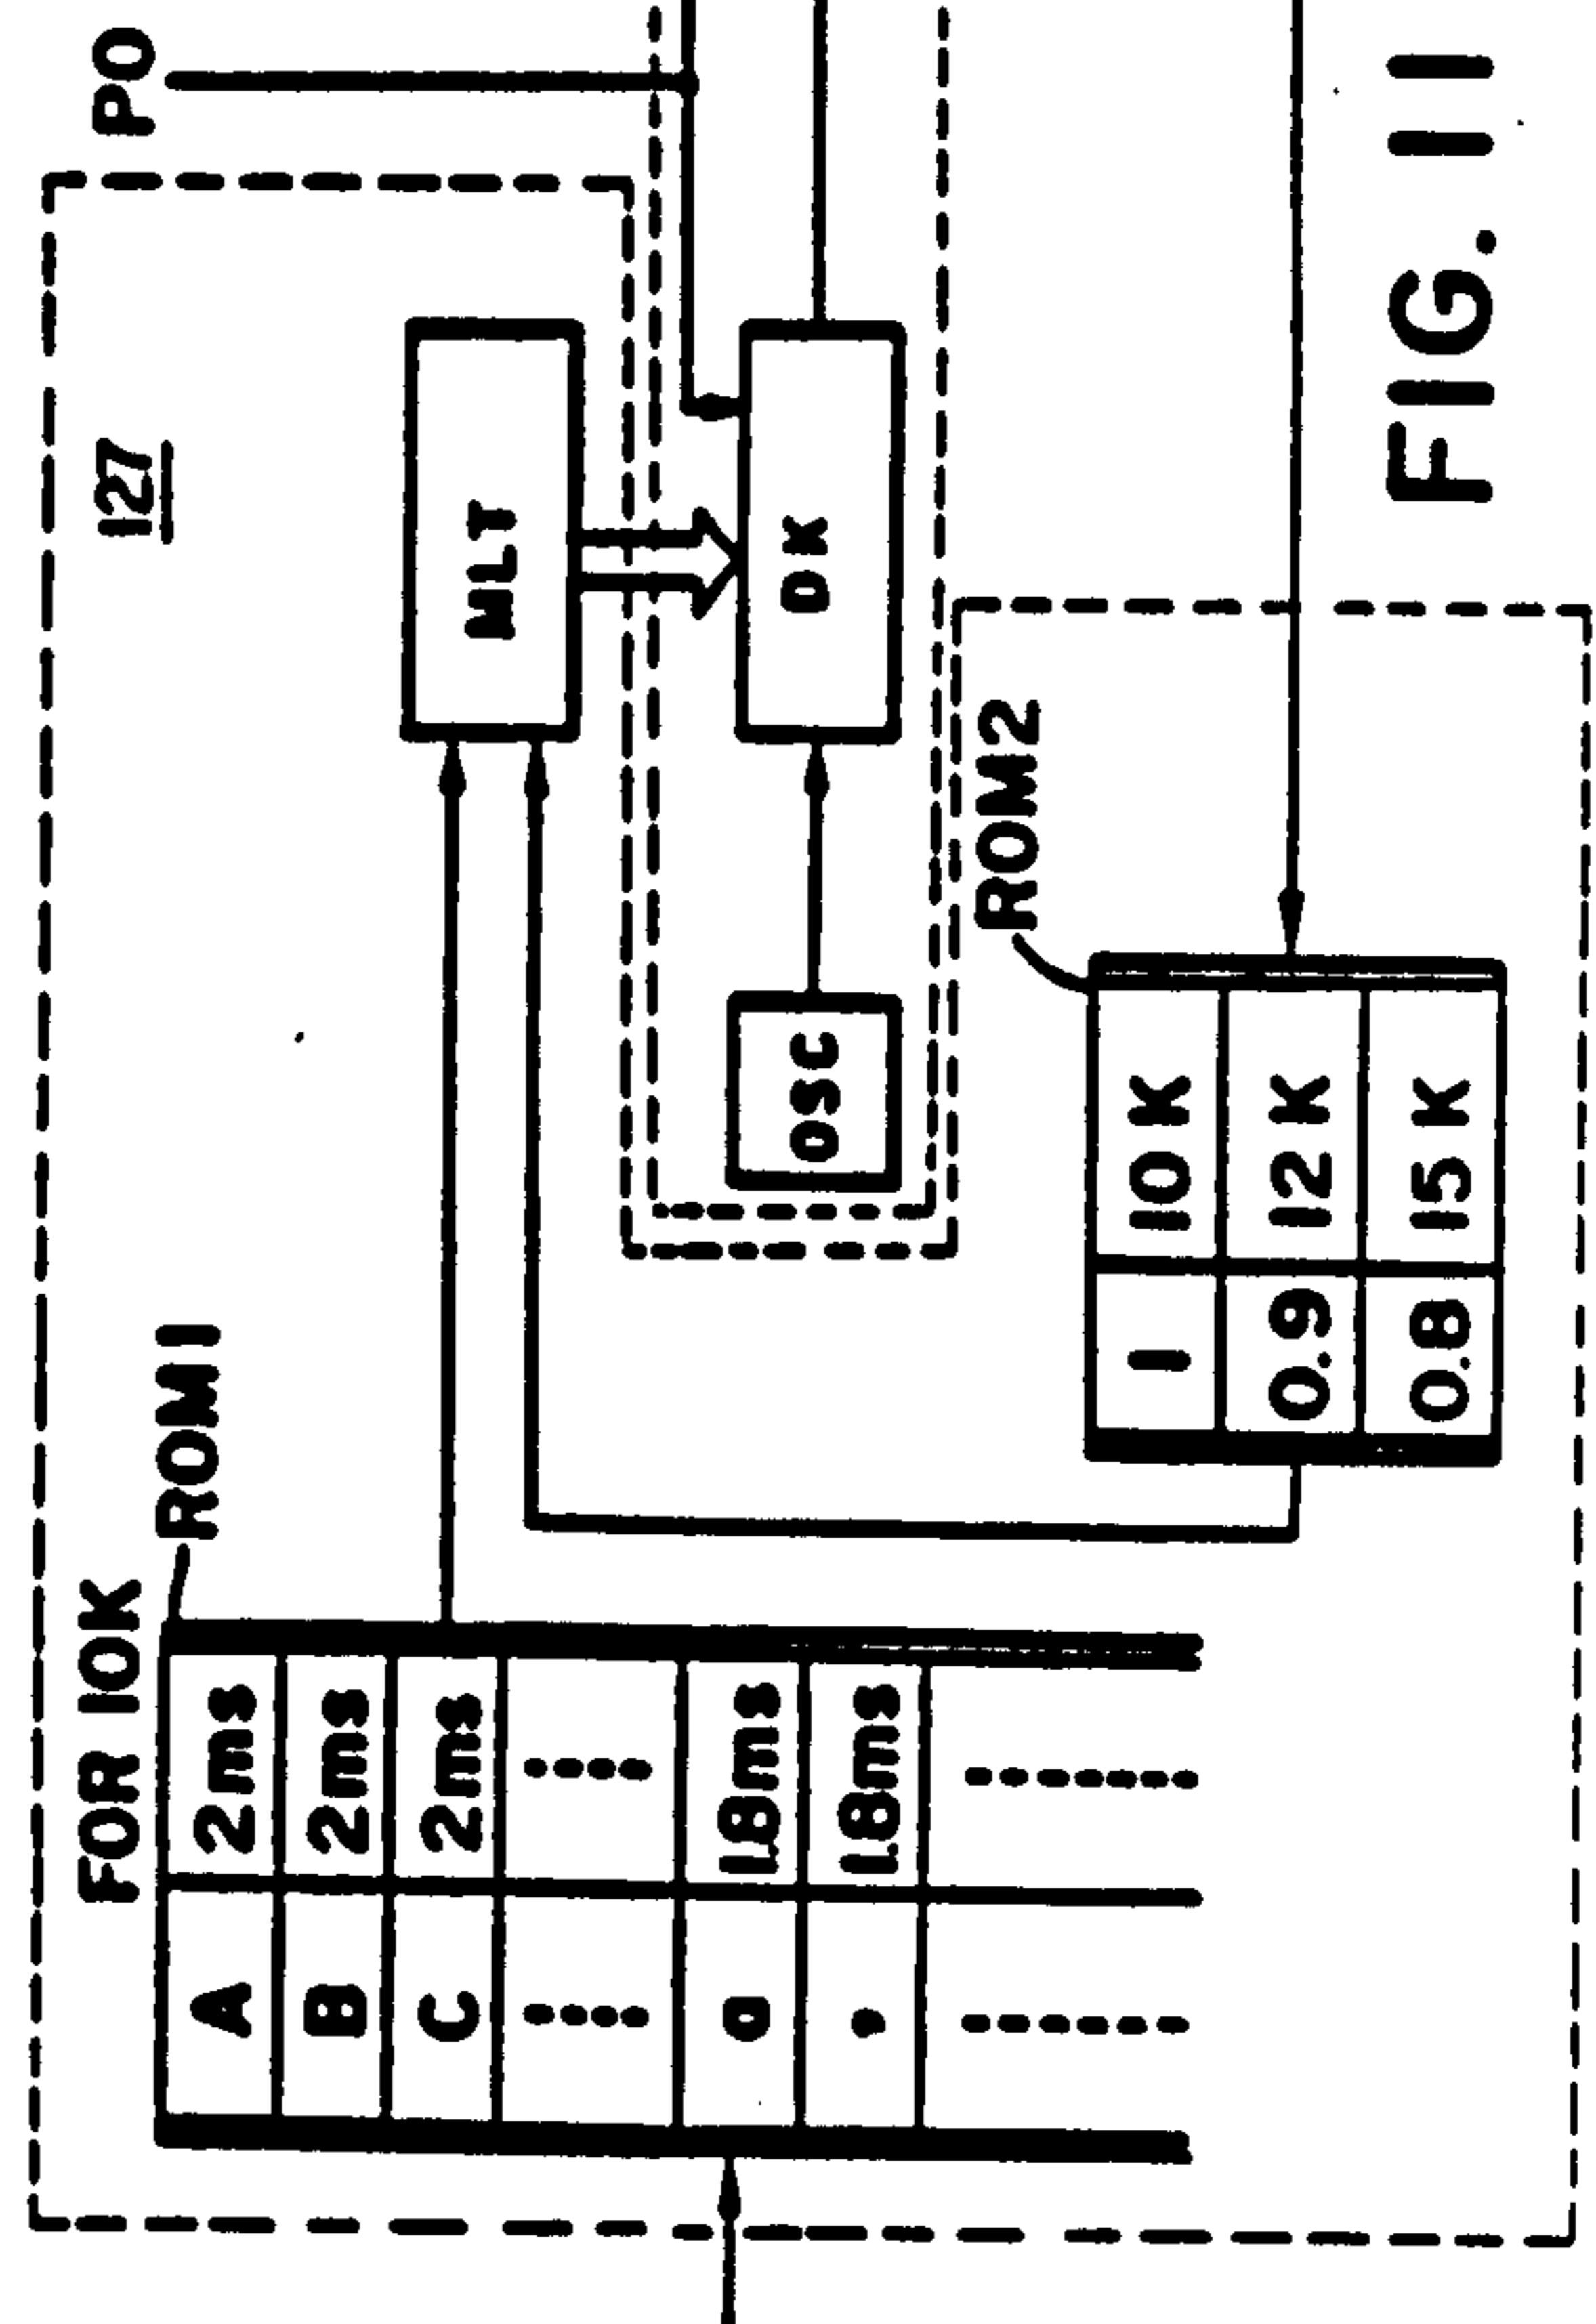 FOR 10K
127
PO
ROM1
A 2ms
B 2ms
C 2ms
.....
MLT
o 1.8ms
, 1.8ms
OSC
DK
ROM2
1 10K
0.9 12K
0.8 15K
FIG. 11